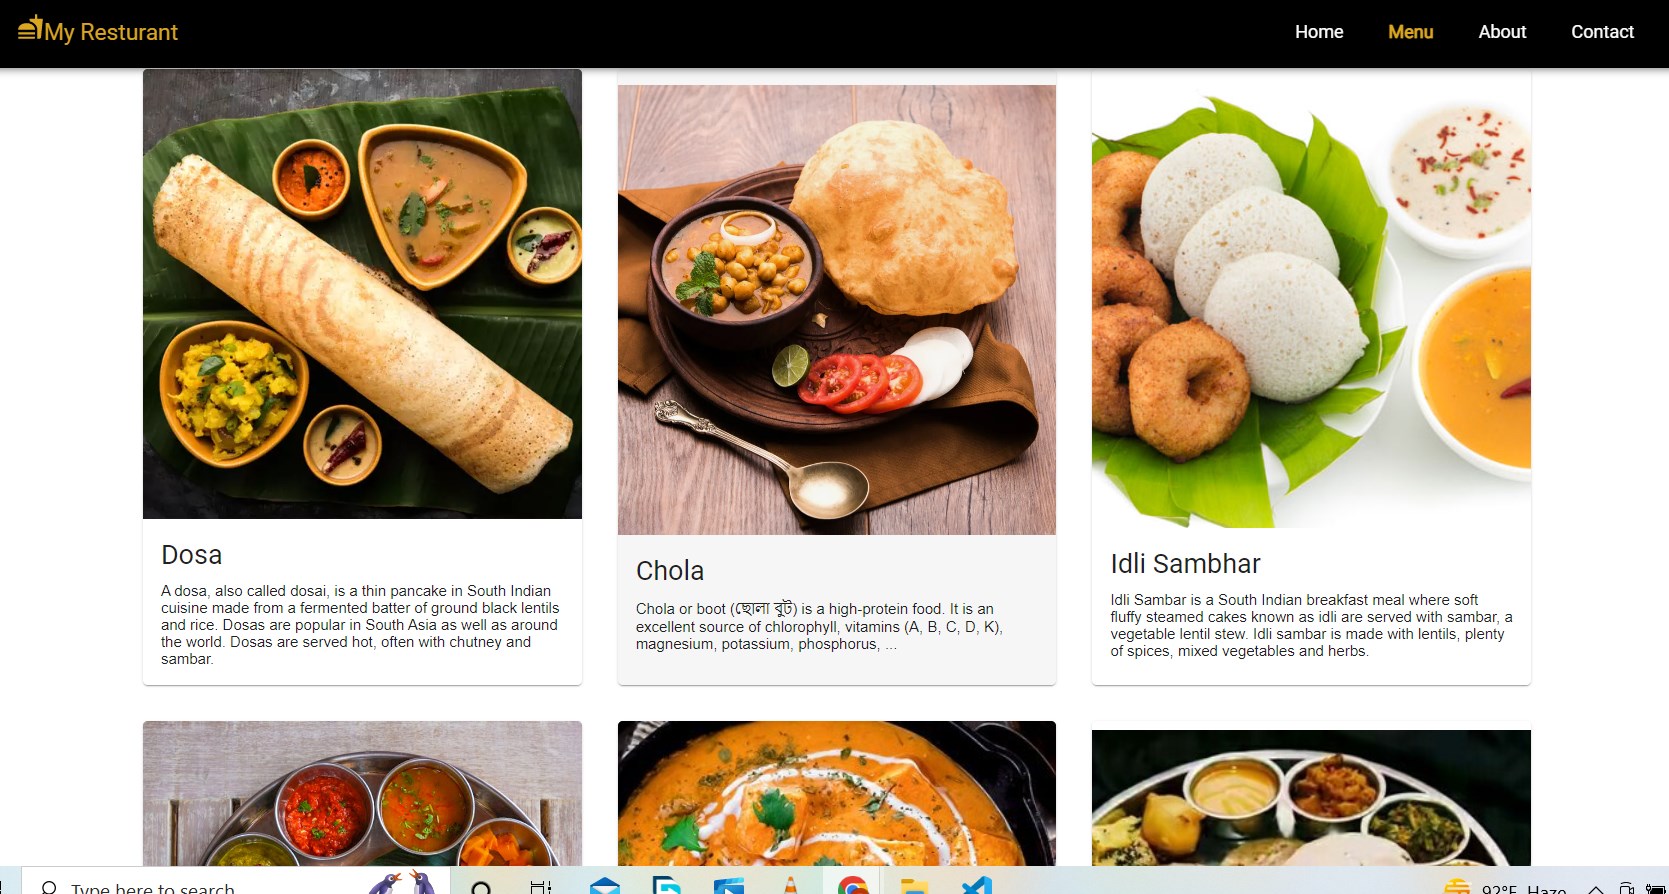 My Resturant
Home
Menu
About
Contact
Dosa
A dosa, also called dosai, is a thin pancake in South Indian
cuisine made from a fermented batter of ground black lentils
and rice. Dosas are popular in South Asia as well as around
the world. Dosas are served hot, often with chutney and
sambar.
Chola
Chola or boot (ছোলা বুট) is a high-protein food. It is an
excellent source of chlorophyll, vitamins (A, B, C, D, K),
magnesium, potassium, phosphorus, ...
Idli Sambhar
Idli Sambar is a South Indian breakfast meal where soft
fluffy steamed cakes known as idli are served with sambar, a
vegetable lentil stew. Idli sambar is made with lentils, plenty
of spices, mixed vegetables and herbs.
Type here to search
92°F Haze